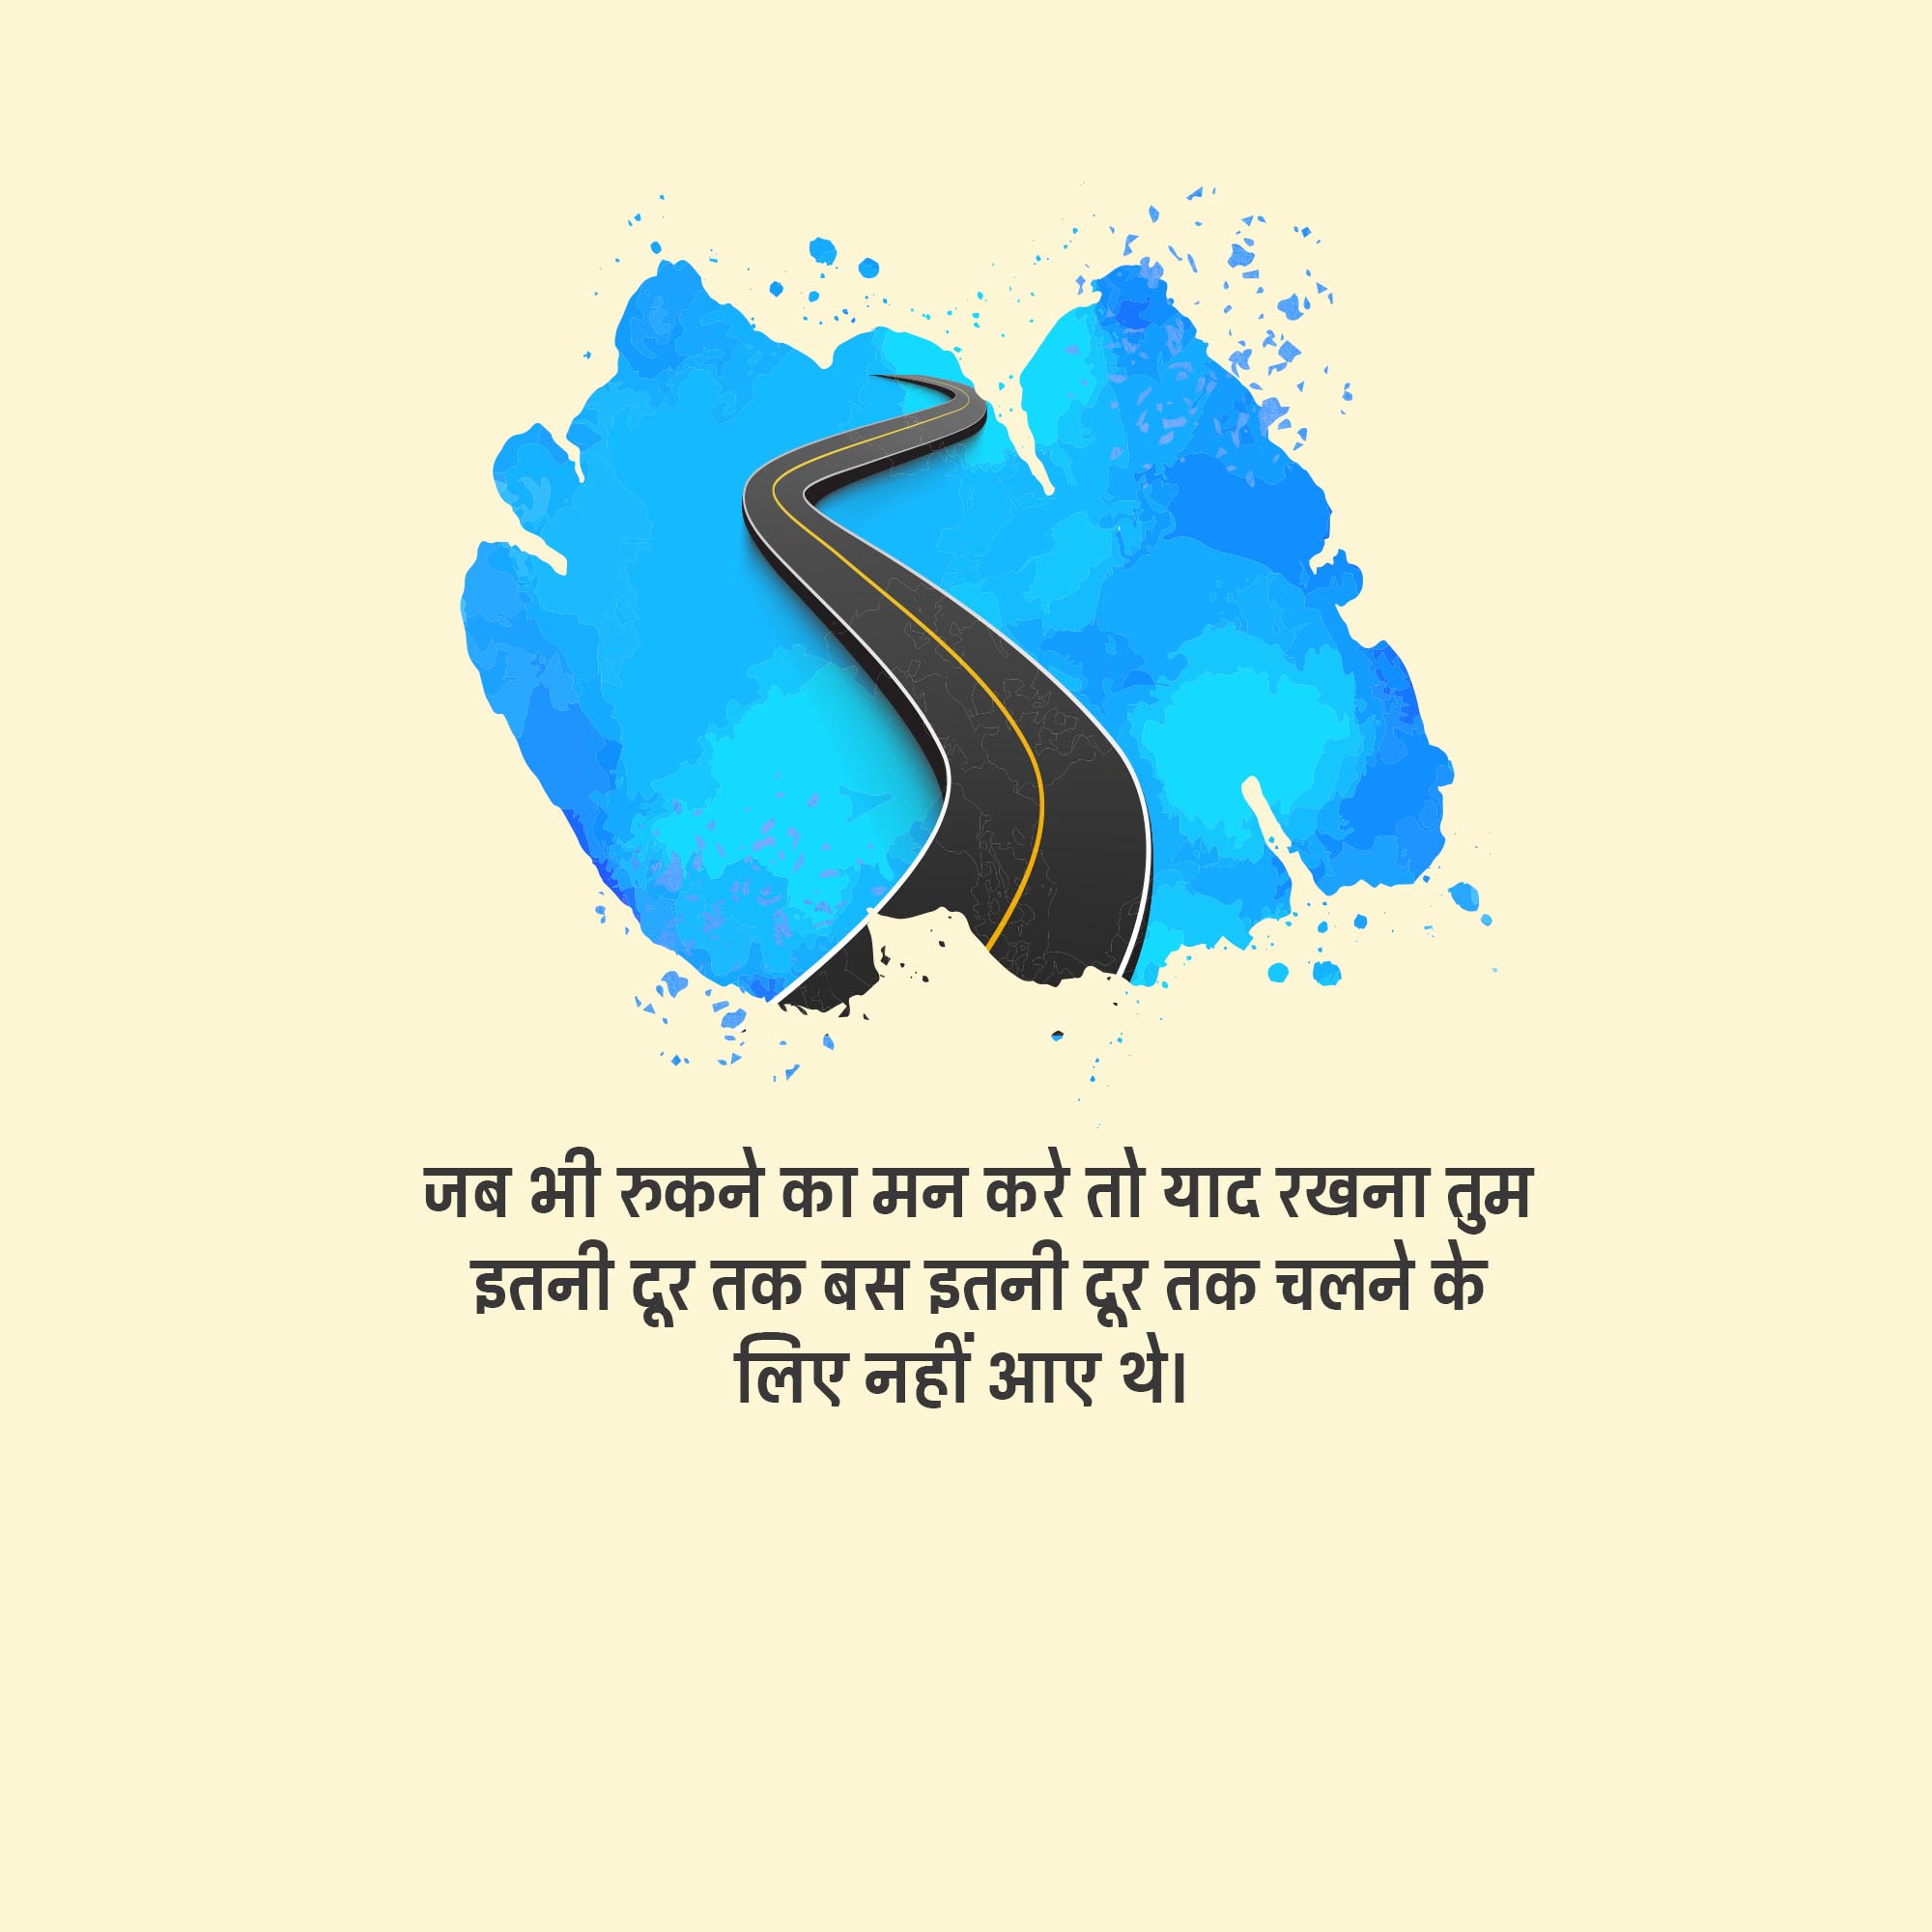 जब भी रुकने का मन करे तो याद रखना तुम
इतनी दूर तक बस इतनी दूर तक चलने के
लिए नहीं आए थे।